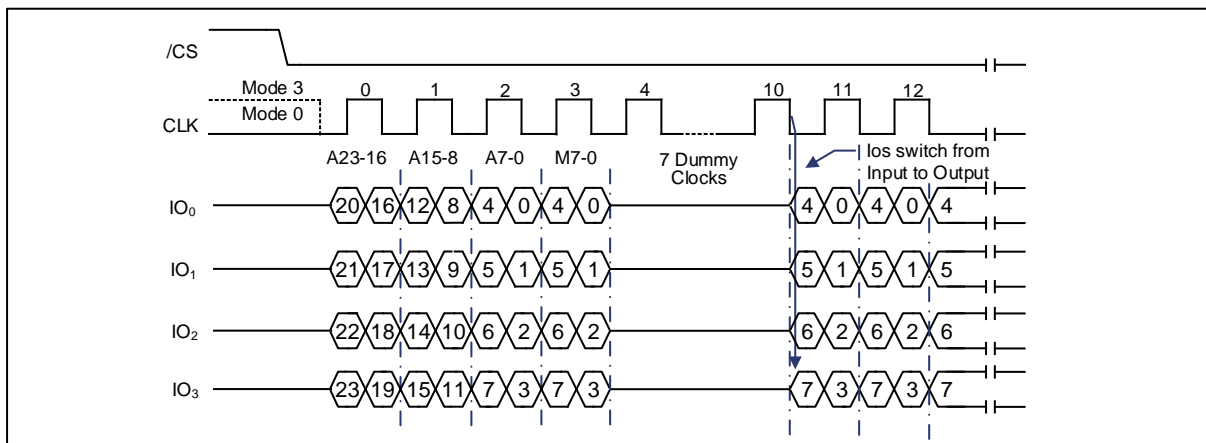 /CS
Mode 3
0 1 2 3 4 10 11 12
Mode 0
CLK
A23-16 A15-8 A7-0 M7-0 7 Dummy Clocks
Ios switch from
Input to Output
IO0 20 16 12 8 4 0 4 0 4 0 4 0 4
IO1 21 17 13 9 5 1 5 1 5 1 5 1 5
IO2 22 18 14 10 6 2 6 2 6 2 6 2 6
IO3 23 19 15 11 7 3 7 3 7 3 7 3 7